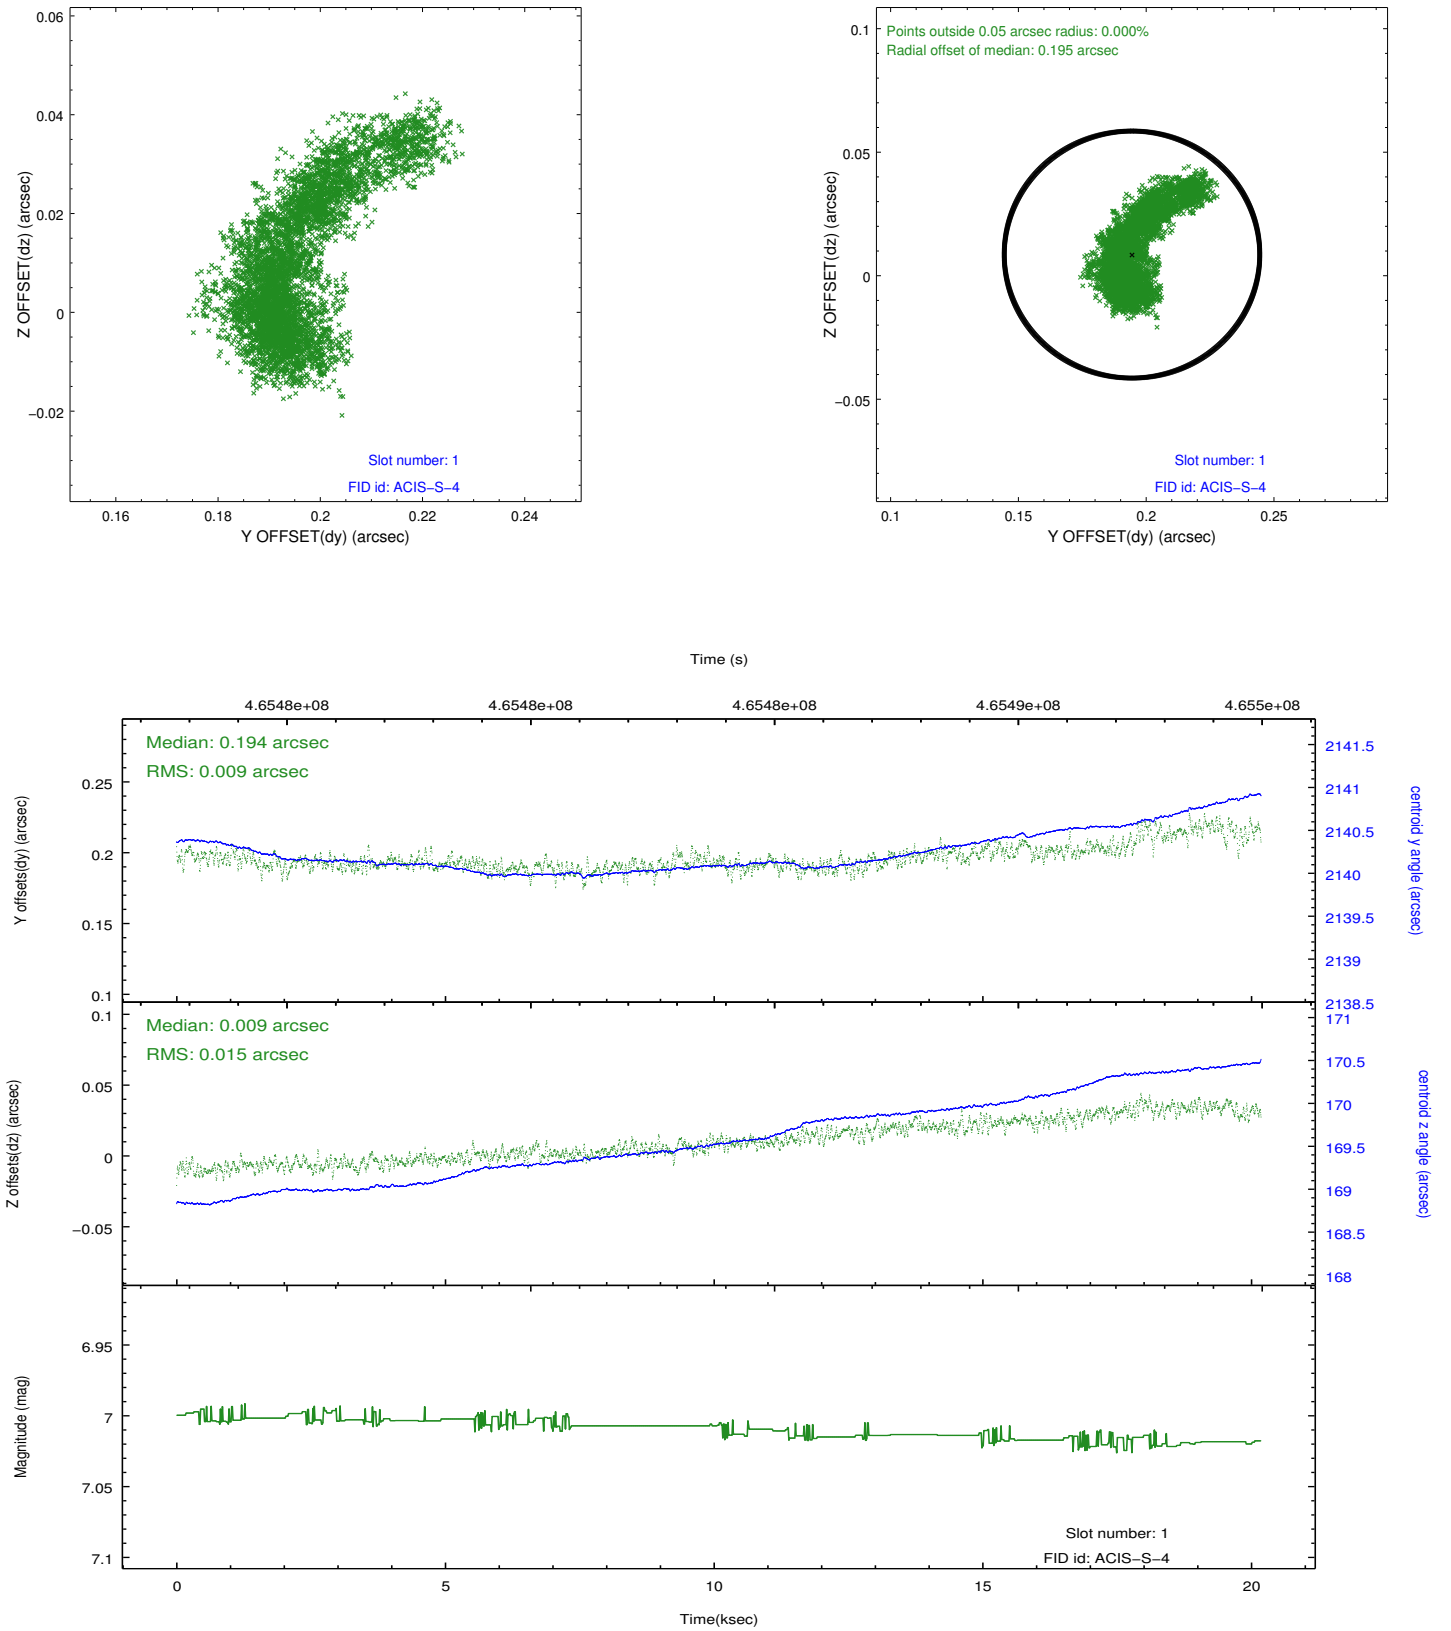 0.06
0.04
0.02
0
−0.02
Z OFFSET(dz) (arcsec)
Slot number: 1
FID id: ACIS−S−4
0.16
0.18
0.2
0.22
0.24
Y OFFSET(dy) (arcsec)
Points outside 0.05 arcsec radius: 0.000%
Radial offset of median: 0.195 arcsec
0.1
0.05
0
−0.05
Z OFFSET(dz) (arcsec)
Slot number: 1
FID id: ACIS−S−4
0.1
0.15
0.2
0.25
Y OFFSET(dy) (arcsec)
Time (s)
4.6548e+08
4.6548e+08
4.6548e+08
4.6549e+08
4.655e+08
Median: 0.194 arcsec
RMS: 0.009 arcsec
0.25
0.2
0.15
0.1
Y offsets(dy) (arcsec)
2141.5
2141
2140.5
2140
2139.5
2139
2138.5
centroid y angle (arcsec)
Median: 0.009 arcsec
RMS: 0.015 arcsec
0.1
0.05
0
−0.05
Z offsets(dz) (arcsec)
171
170.5
170
169.5
169
168.5
168
centroid z angle (arcsec)
6.95
7
7.05
7.1
Magnitude (mag)
Slot number: 1
FID id: ACIS−S−4
0
5
10
15
20
Time(ksec)